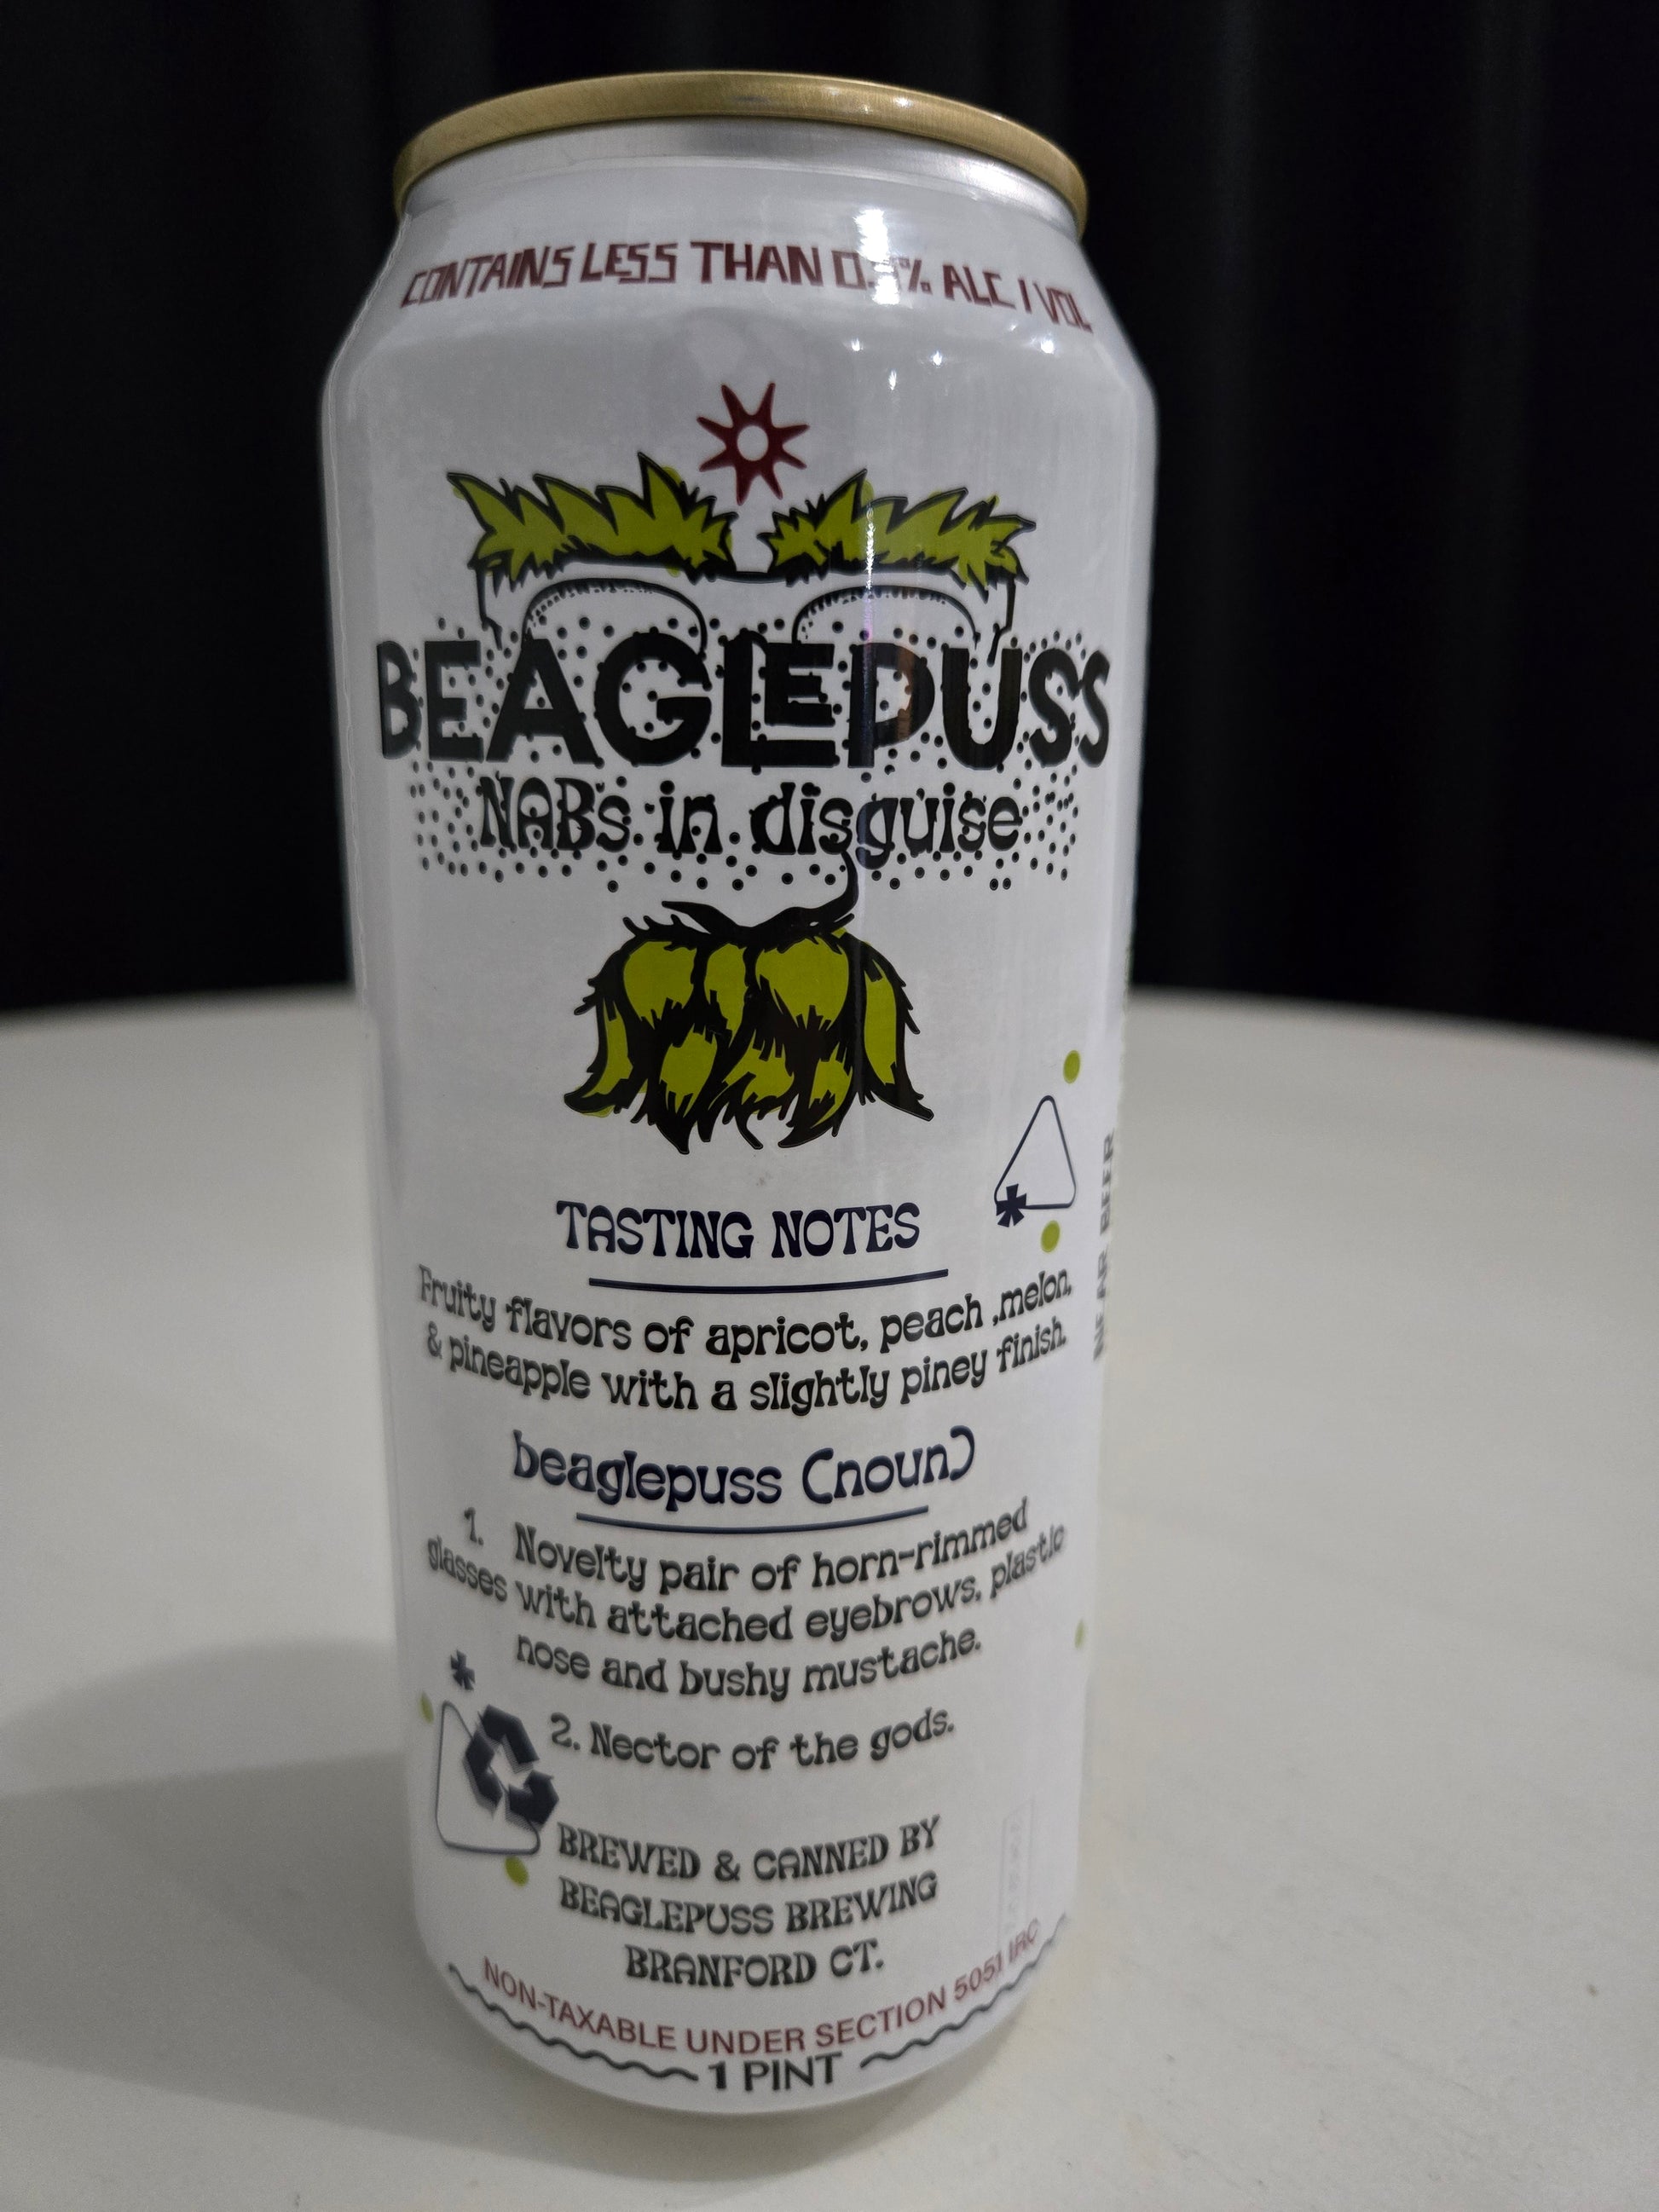 CONTAINS LESS THAN 0.5% ALC / VOL
BEAGLEPUSS
NABs in disguise
TASTING NOTES
Fruity flavors of apricot, peach ,melon,
& pineapple with a slightly piney finish.
beaglepuss (noun)
1. Novelty pair of horn-rimmed
glasses with attached eyebrows, plastic
nose and bushy mustache.
2. Nector of the gods.
BREWED & CANNED BY
BEAGLEPUSS BREWING
BRANFORD CT.
NON-TAXABLE UNDER SECTION 5051 IRC
1 PINT
NEAR BEER